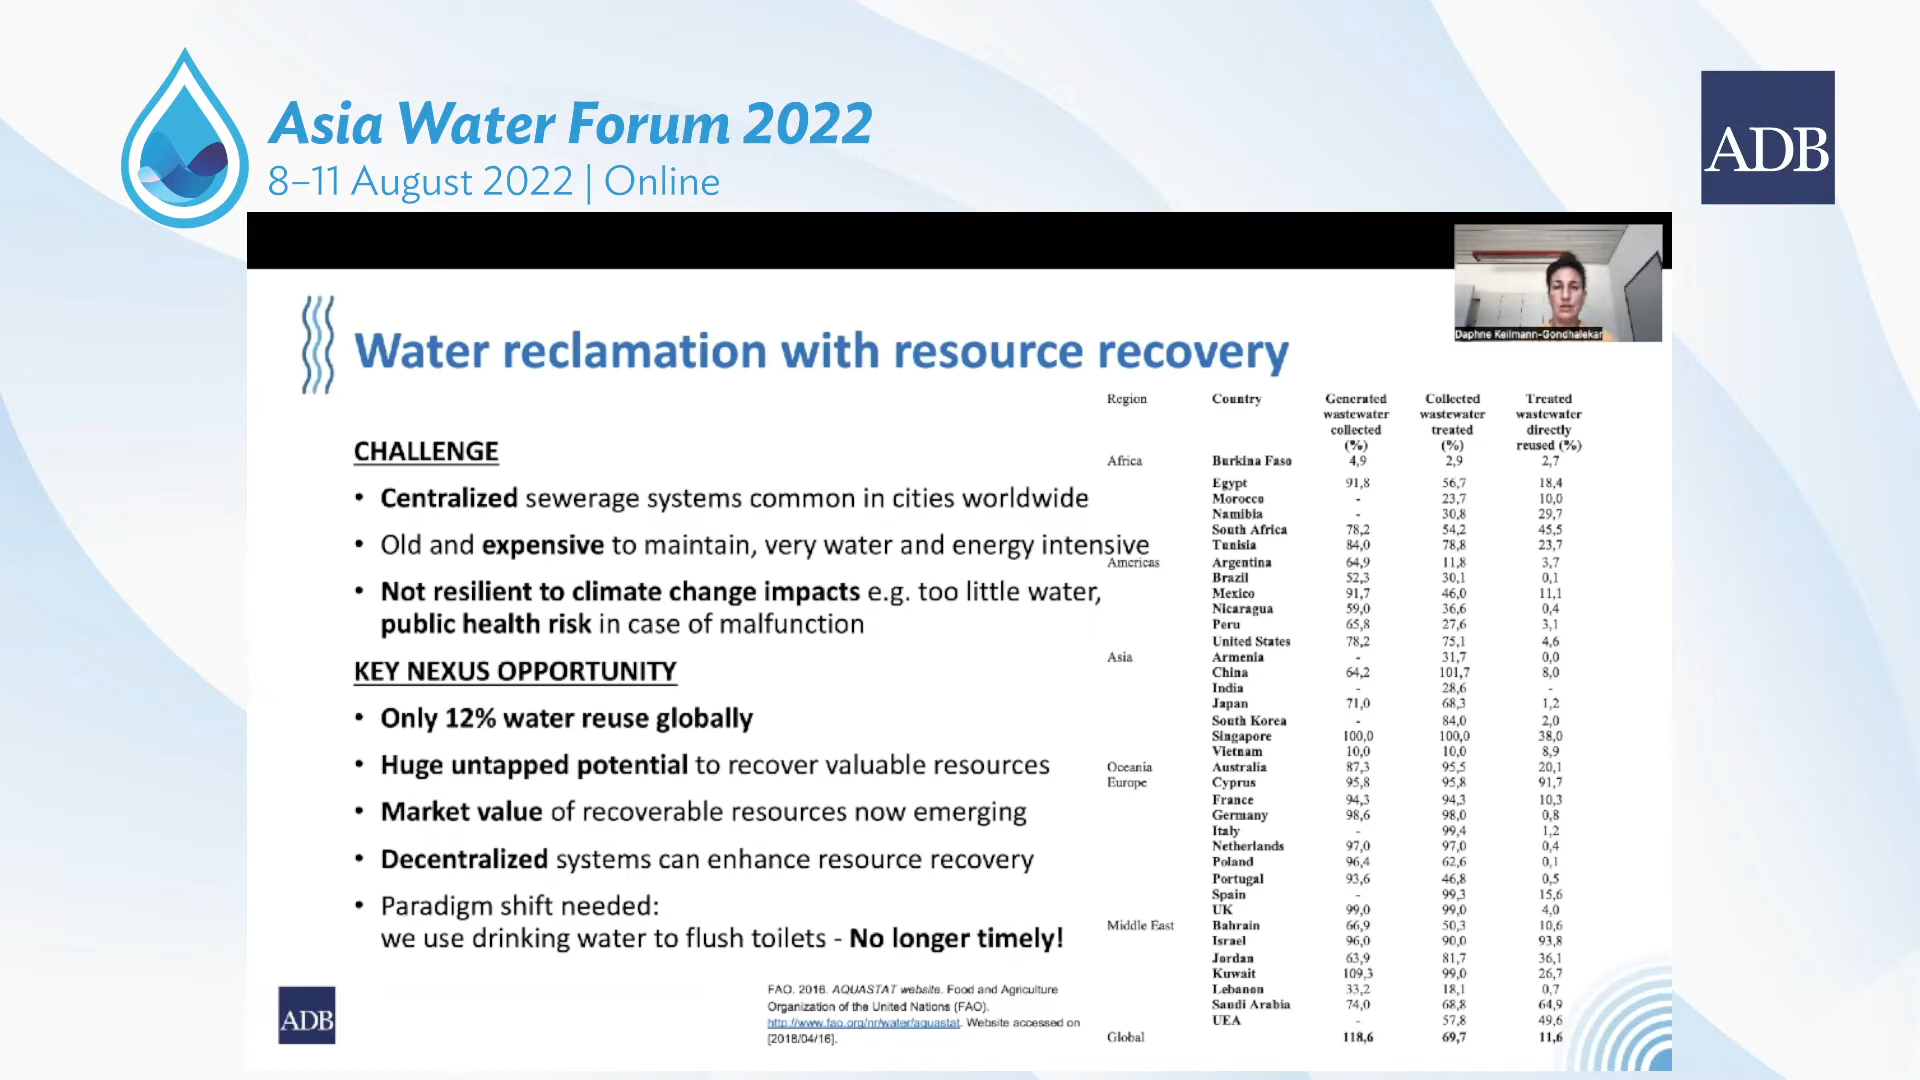 Asia Water Forum 2022
8–11 August 2022 | Online
ADB
Daphne Keilmann-Gondhalekar
Water reclamation with resource recovery
CHALLENGE
• Centralized sewerage systems common in cities worldwide
• Old and expensive to maintain, very water and energy intensive
• Not resilient to climate change impacts e.g. too little water,
public health risk in case of malfunction
KEY NEXUS OPPORTUNITY
• Only 12% water reuse globally
• Huge untapped potential to recover valuable resources
• Market value of recoverable resources now emerging
• Decentralized systems can enhance resource recovery
• Paradigm shift needed:
we use drinking water to flush toilets - No longer timely!
ADB
FAO. 2016. AQUASTAT website. Food and Agriculture
Organization of the United Nations (FAO).
http://www.fao.org/nr/water/aquastat. Website accessed on
[2018/04/16].
Region Country Generated wastewater collected (%) Collected wastewater treated (%) Treated wastewater directly reused (%)
Africa Burkina Faso 4,9 2,9 2,7
Egypt 91,8 56,7 18,4
Morocco - 23,7 10,0
Namibia - 30,8 29,7
South Africa 78,2 54,2 45,5
Tunisia 84,0 78,8 23,7
Americas Argentina 64,9 11,8 3,7
Brazil 52,3 30,1 0,1
Mexico 91,7 46,0 11,1
Nicaragua 59,0 36,6 0,4
Peru 65,8 27,6 3,1
United States 78,2 75,1 4,6
Asia Armenia - 31,7 0,0
China 64,2 101,7 8,0
India - 28,6 -
Japan 71,0 68,3 1,2
South Korea - 84,0 2,0
Singapore 100,0 100,0 38,0
Vietnam 10,0 10,0 8,9
Oceania Australia 87,3 95,5 20,1
Europe Cyprus 95,8 95,8 91,7
France 94,3 94,3 10,3
Germany 98,6 98,0 0,8
Italy - 99,4 1,2
Netherlands 97,0 97,0 0,4
Poland 96,4 62,6 0,1
Portugal 93,6 46,8 0,5
Spain - 99,3 15,6
UK 99,0 99,0 4,0
Middle East Bahrain 66,9 50,3 10,6
Israel 96,0 90,0 93,8
Jordan 63,9 81,7 36,1
Kuwait 109,3 99,0 26,7
Lebanon 33,2 18,1 0,7
Saudi Arabia 74,0 68,8 64,9
UEA - 57,8 49,6
Global 118,6 69,7 11,6